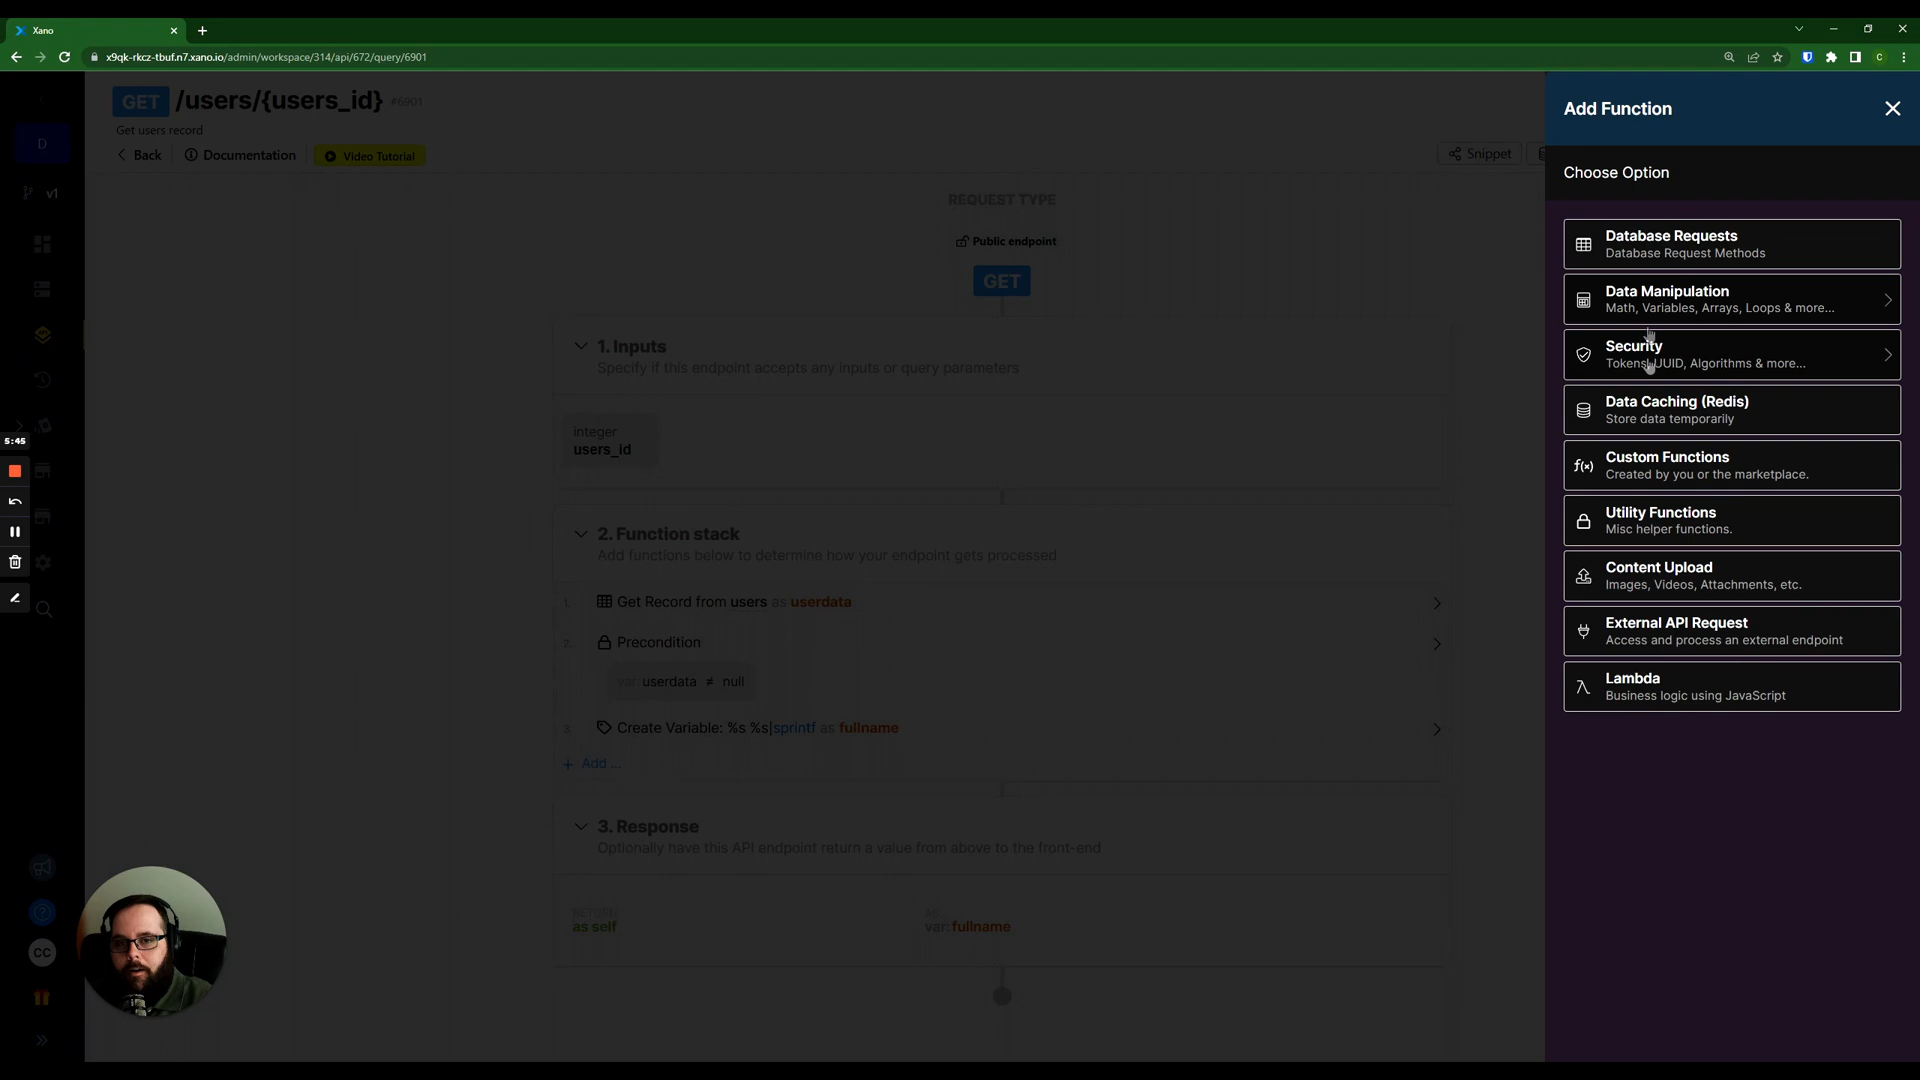 Xano
x9qk-rkcz-tbuf.n7.xano.io/admin/workspace/314/api/672/query/6901
C
GET /users/{users_id} #6901
Get users record
Back
Documentation
Video Tutorial
Snippet
D
v1
REQUEST TYPE
Public endpoint
GET
1. Inputs
Specify if this endpoint accepts any inputs or query parameters
integer
users_id
2. Function stack
Add functions below to determine how your endpoint gets processed
1. Get Record from users as userdata
2. Precondition
var: userdata ≠ null
3. Create Variable: %s %s|sprintf as fullname
+ Add ...
3. Response
Optionally have this API endpoint return a value from above to the front-end
RETURN
as self
AS
var: fullname
5:45
CC
Add Function
Choose Option
Database Requests
Database Request Methods
Data Manipulation
Math, Variables, Arrays, Loops & more...
Security
Tokens, UUID, Algorithms & more...
Data Caching (Redis)
Store data temporarily
f(x)
Custom Functions
Created by you or the marketplace.
Utility Functions
Misc helper functions.
Content Upload
Images, Videos, Attachments, etc.
External API Request
Access and process an external endpoint
Lambda
Business logic using JavaScript